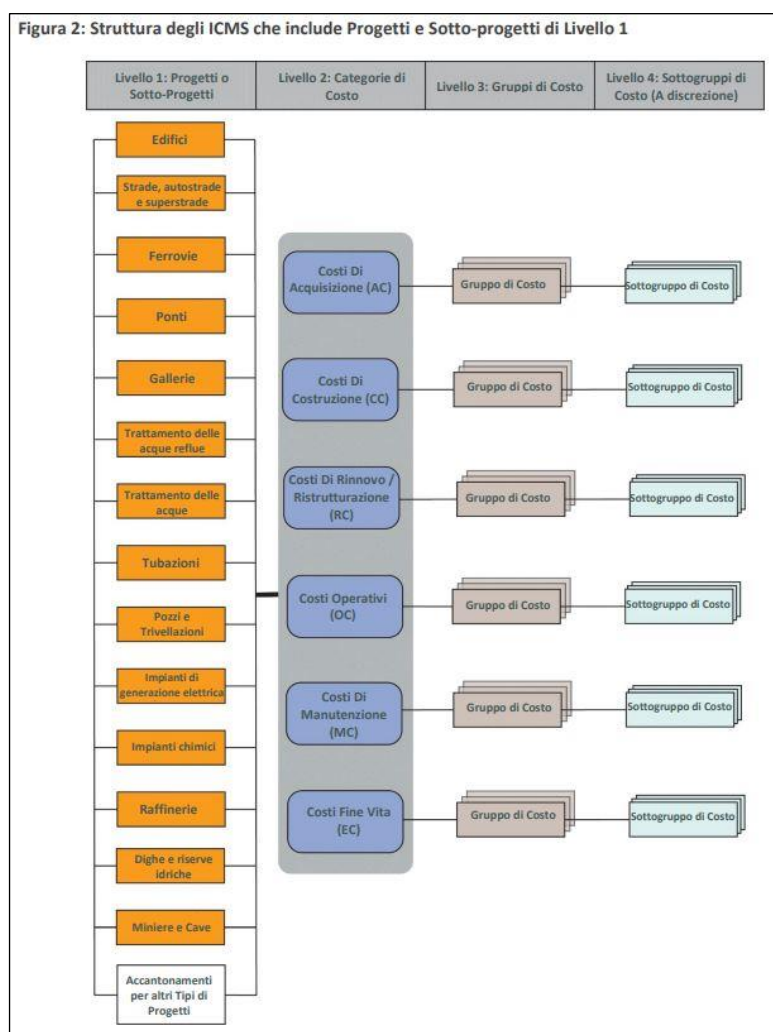 Figura 2: Struttura degli ICMS che include Progetti e Sotto-progetti di Livello 1
Livello 1: Progetti o
Sotto-Progetti
Livello 2: Categorie di
Costo
Livello 3: Gruppi di Costo
Livello 4: Sottogruppi di
Costo (A discrezione)
Edifici
Strade, autostrade
e superstrade
Ferrovie
Ponti
Gallerie
Trattamento delle
acque reflue
Trattamento delle
acque
Tubazioni
Pozzi e
Trivellazioni
Impianti di
generazione elettrica
Impianti chimici
Raffinerie
Dighe e riserve
idriche
Miniere e Cave
Accantonamenti
per altri Tipi di
Progetti
Costi Di
Acquisizione (AC)
Gruppo di Costo
Sottogruppo di Costo
Costi Di
Costruzione (CC)
Gruppo di Costo
Sottogruppo di Costo
Costi Di Rinnovo /
Ristrutturazione
(RC)
Gruppo di Costo
Sottogruppo di Costo
Costi Operativi
(OC)
Gruppo di Costo
Sottogruppo di Costo
Costi Di
Manutenzione
(MC)
Gruppo di Costo
Sottogruppo di Costo
Costi Fine Vita
(EC)
Gruppo di Costo
Sottogruppo di Costo